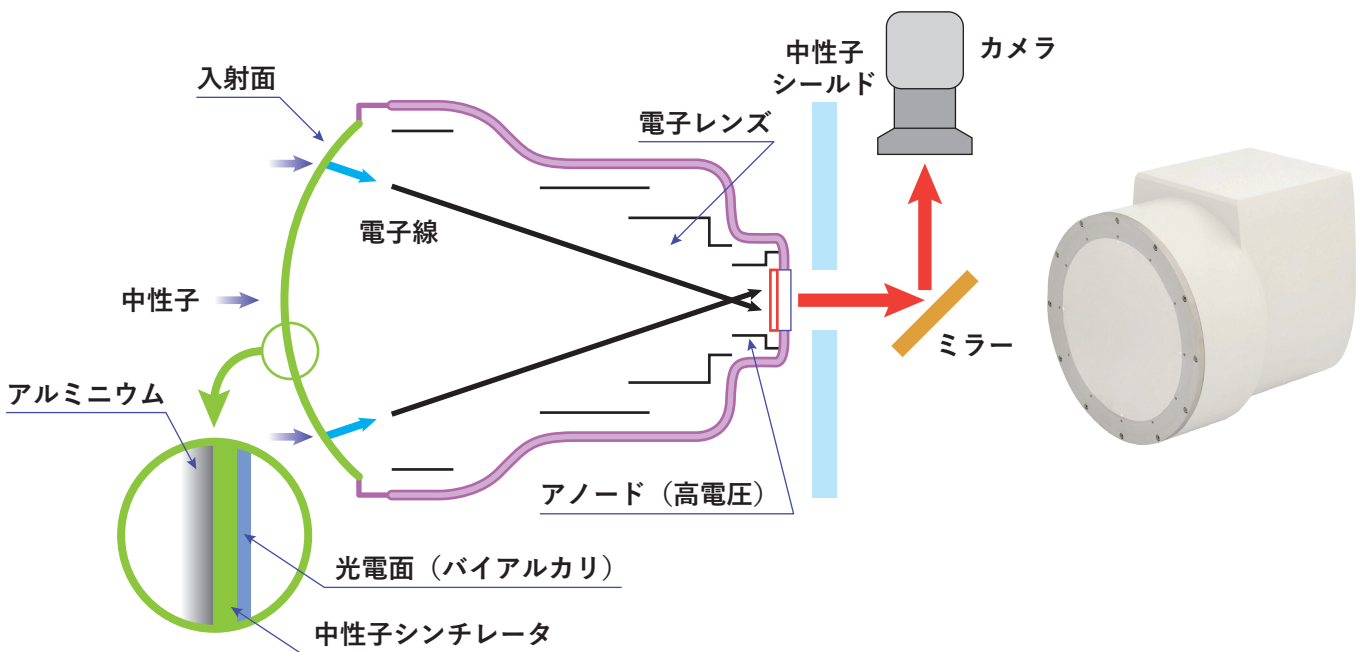 入射面
中性子
シールド
カメラ
電子レンズ
電子線
中性子
ミラー
アルミニウム
アノード（高電圧）
光電面（バイアルカリ）
中性子シンチレータ